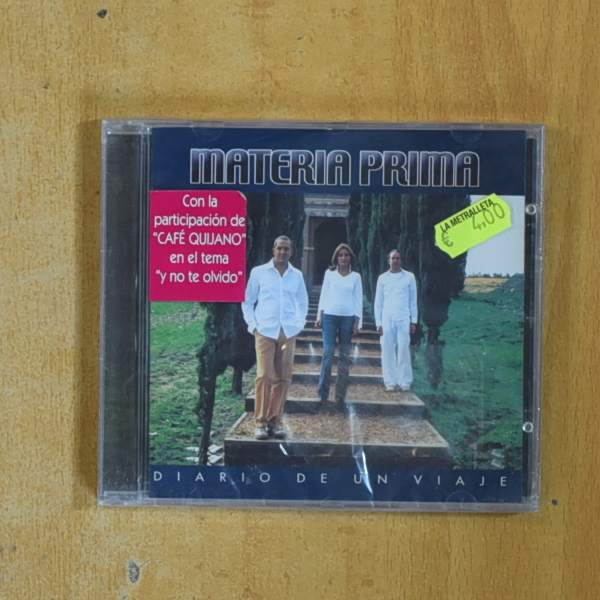 MATERIA PRIMA
Con la
participación de
"CAFÉ QUIJANO"
en el tema
"y no te olvido"
LA METRALLETA
€ 4,00
DIARIO DE UN VIAJE